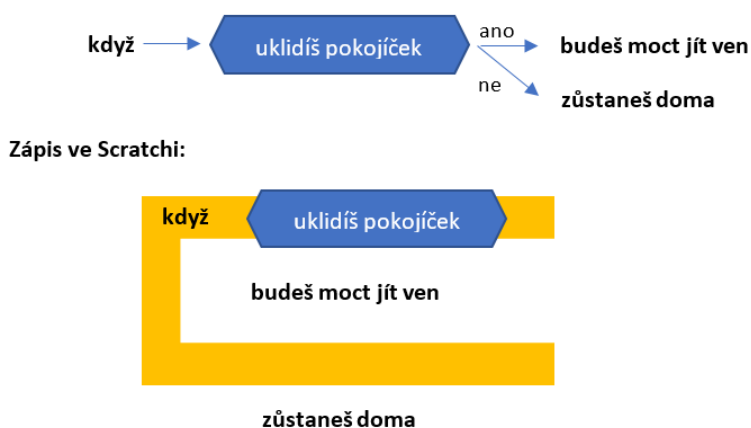 když uklidíš pokojíček ano budeš moct jít ven
ne zůstaneš doma
Zápis ve Scratchi:
když uklidíš pokojíček
budeš moct jít ven
zůstaneš doma